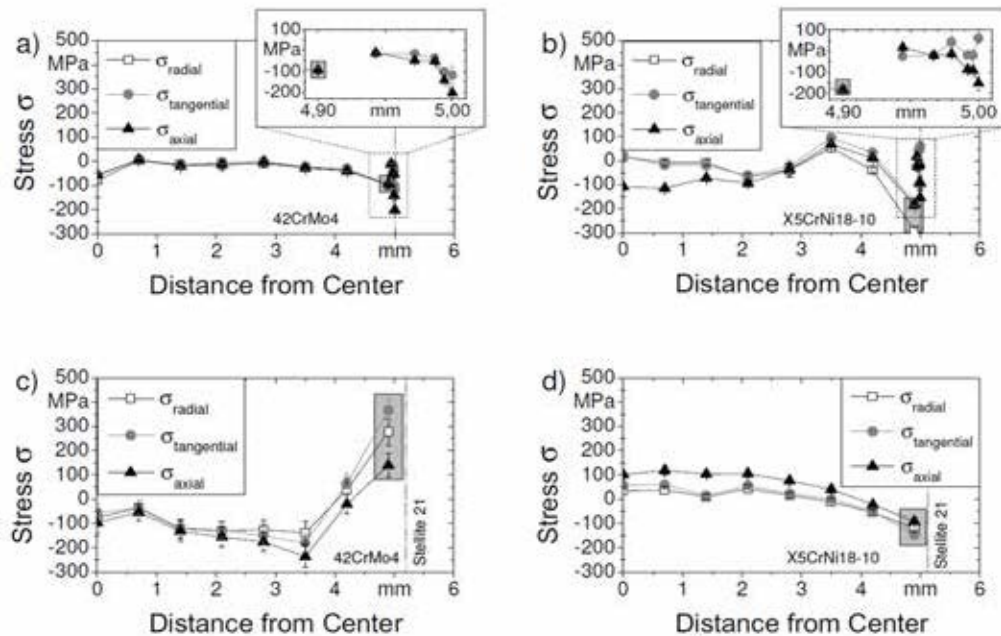 a)
500
MPa
300
200
100
0
-100
-200
-300
Stress σ
σradial
σtangential
σaxial
100
MPa
-100
-200
4,90
mm
5,00
42CrMo4
0
1
2
3
4
mm
6
Distance from Center
b)
500
MPa
300
200
100
0
-100
-200
-300
Stress σ
σradial
σtangential
σaxial
100
MPa
-100
-200
4,90
mm
5,00
X5CrNi18-10
0
1
2
3
4
mm
6
Distance from Center
c)
500
MPa
300
200
100
0
-100
-200
-300
Stress σ
σradial
σtangential
σaxial
42CrMo4
Stellite 21
0
1
2
3
4
mm
6
Distance from Center
d)
500
MPa
300
200
100
0
-100
-200
-300
Stress σ
σradial
σtangential
σaxial
X5CrNi18-10
Stellite 21
0
1
2
3
4
mm
6
Distance from Center